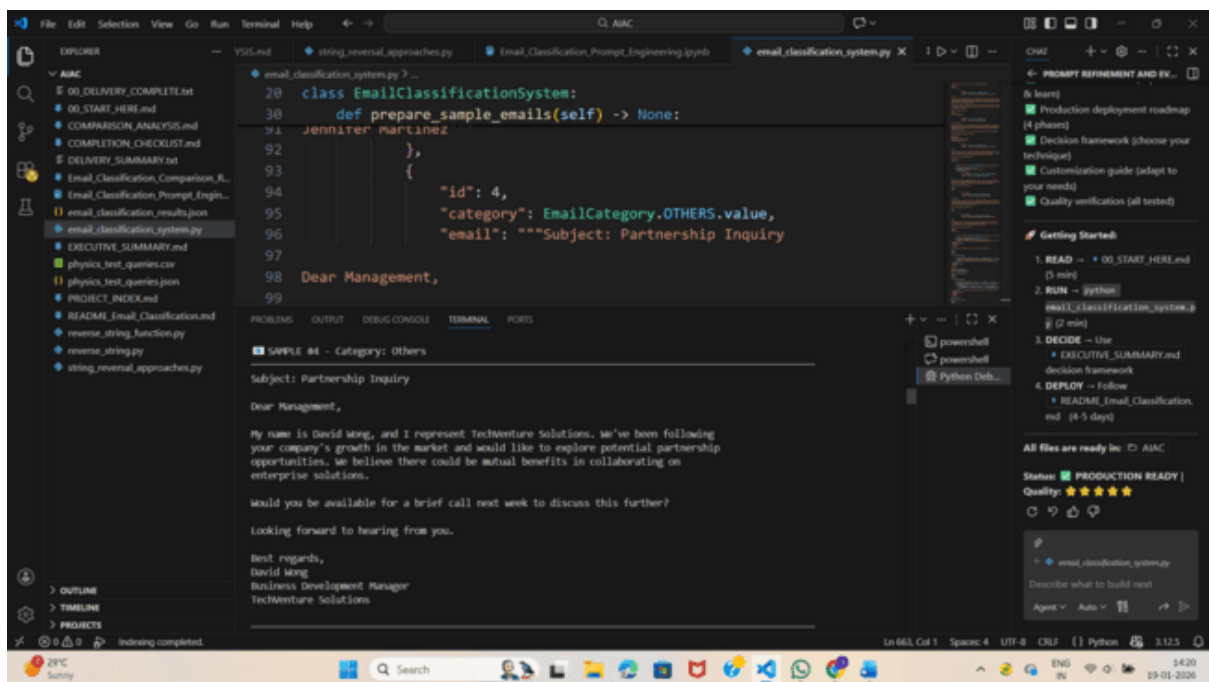 File Edit Selection View Go Run Terminal Help
AIAC
EXPLORER
AIAC
00_DELIVERY_COMPLETE.txt
00_START_HERE.md
COMPARISON_ANALYSIS.md
COMPLETION_CHECKLIST.md
DELIVERY_SUMMARY.txt
Email_Classification_Comparison_R...
Email_Classification_Prompt_Engin...
email_classification_results.json
email_classification_system.py
EXECUTIVE_SUMMARY.md
physics_test_queries.csv
physics_test_queries.json
PROJECT_INDEX.md
README_Email_Classification.md
reverse_string_function.py
reverse_string.py
string_reversal_approaches.py
OUTLINE
TIMELINE
PROJECTS
YSIS.md string_reversal_approaches.py Email_Classification_Prompt_Engineering.ipynb email_classification_system.py
email_classification_system.py > ...
20 class EmailClassificationSystem:
30 def prepare_sample_emails(self) -> None:
91 Jennifer Martinez
92 },
93 {
94 "id": 4,
95 "category": EmailCategory.OTHERS.value,
96 "email": """Subject: Partnership Inquiry
97
98 Dear Management,
99
PROBLEMS OUTPUT DEBUG CONSOLE TERMINAL PORTS
SAMPLE #4 - Category: Others
Subject: Partnership Inquiry
Dear Management,
My name is David Wong, and I represent TechVenture Solutions. We've been following
your company's growth in the market and would like to explore potential partnership
opportunities. We believe there could be mutual benefits in collaborating on
enterprise solutions.
Would you be available for a brief call next week to discuss this further?
Looking forward to hearing from you.
Best regards,
David Wong
Business Development Manager
TechVenture Solutions
powershell
powershell
Python Deb...
CHAT
PROMPT REFINEMENT AND EV...
& learn)
Production deployment roadmap
(4 phases)
Decision framework (choose your
technique)
Customization guide (adapt to
your needs)
Quality verification (all tested)
Getting Started:
1. READ → 00_START_HERE.md
(5 min)
2. RUN → python
email_classification_system.p
y (2 min)
3. DECIDE → Use
EXECUTIVE_SUMMARY.md
decision framework
4. DEPLOY → Follow
README_Email_Classification.
md (4-5 days)
All files are ready in: AIAC
Status: ✅ PRODUCTION READY |
Quality: ⭐⭐⭐⭐⭐
email_classification_system.py
Describe what to build next
Agent Auto
0 0 Indexing completed.
Ln 663, Col 1 Spaces: 4 UTF-8 CRLF {} Python 3.12.5
29°C
Sunny
Search
ENG
IN
14:20
19-01-2026